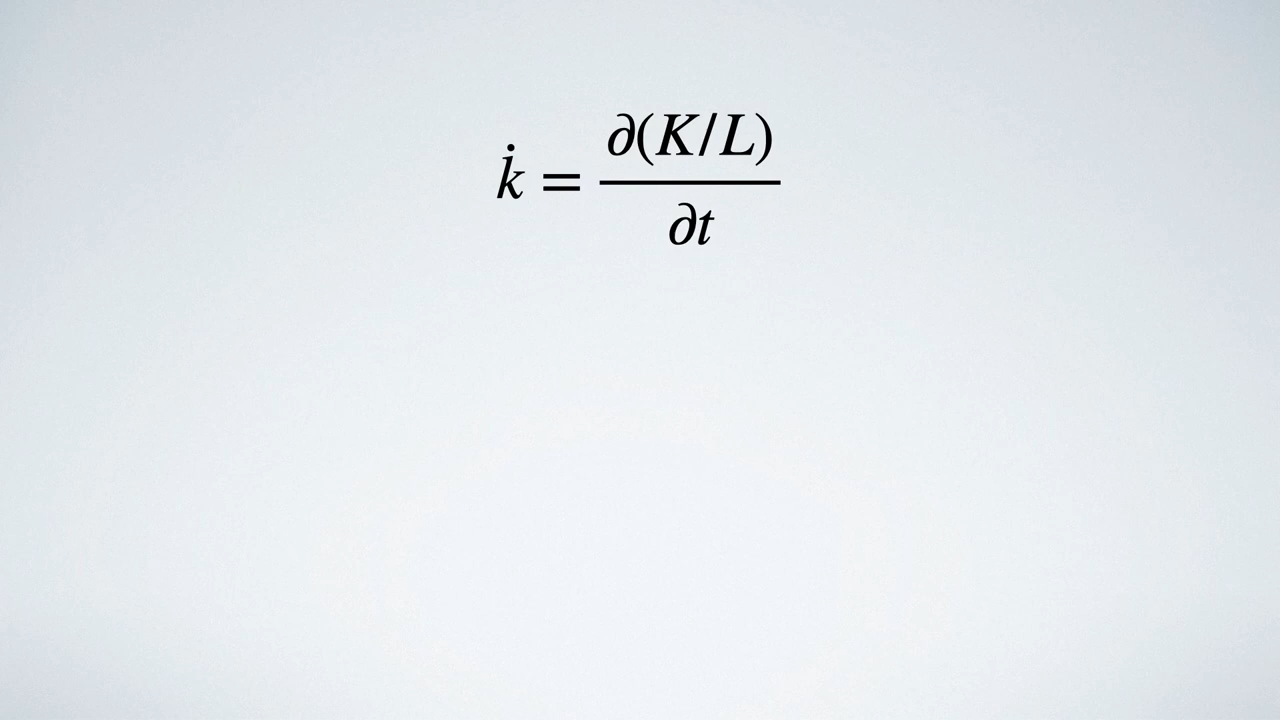 k̇ = ∂(K/L) / ∂t